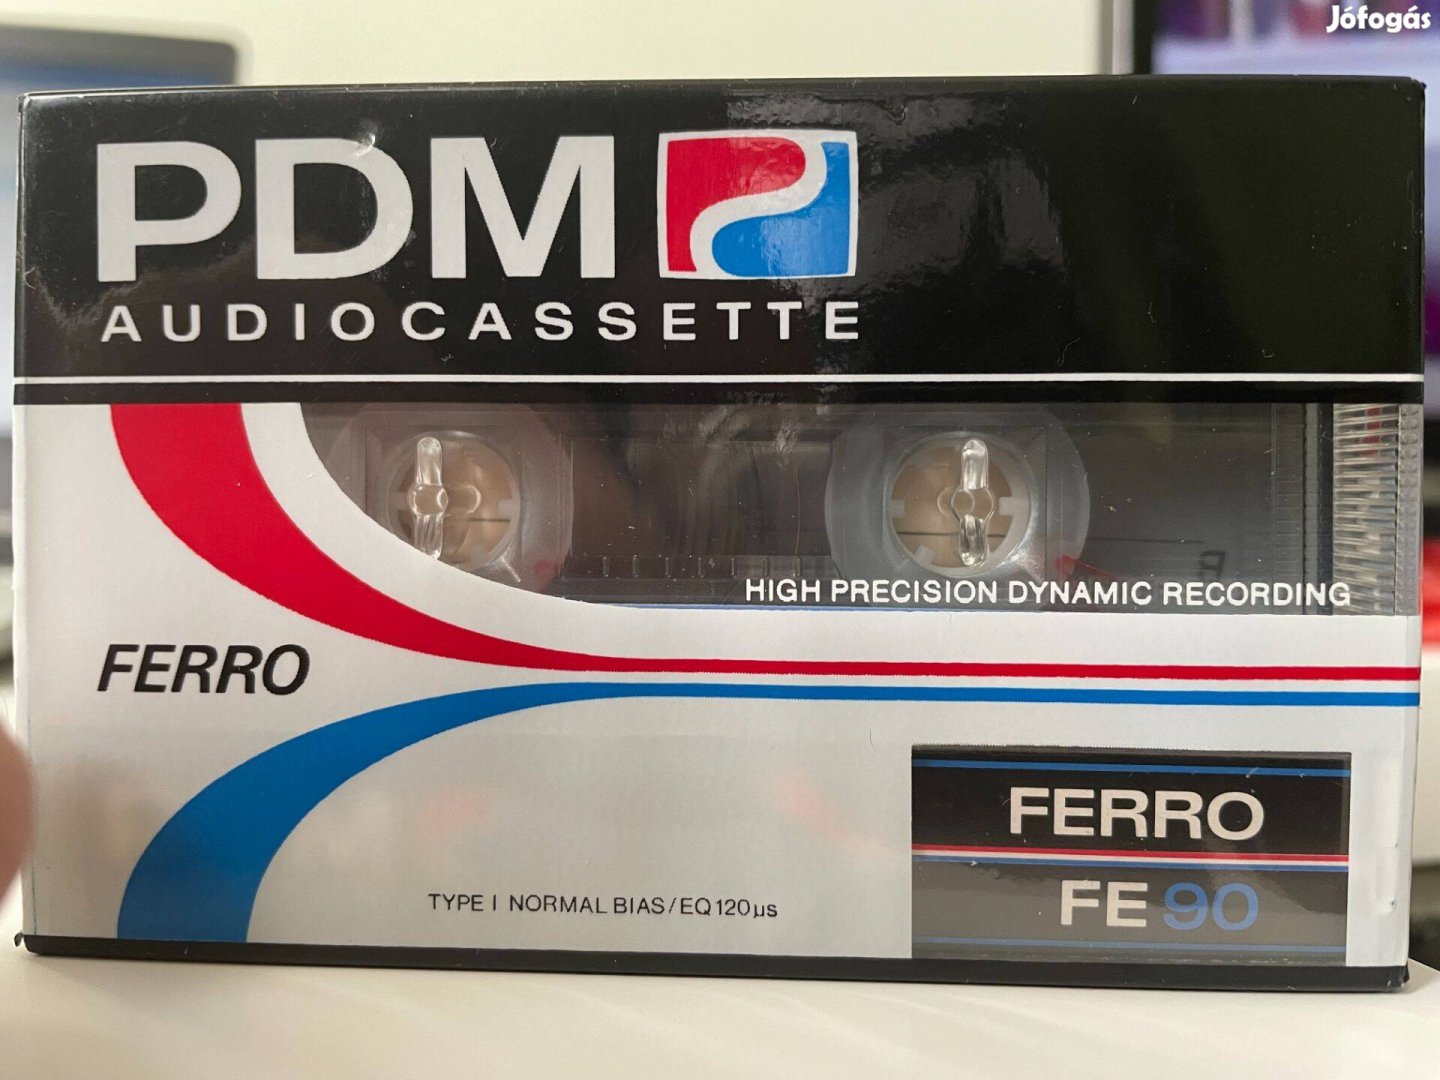 Jófogás
PDM
AUDIOCASSETTE
HIGH PRECISION DYNAMIC RECORDING
FERRO
FERRO
FE 90
TYPE I NORMAL BIAS/EQ 120 µs